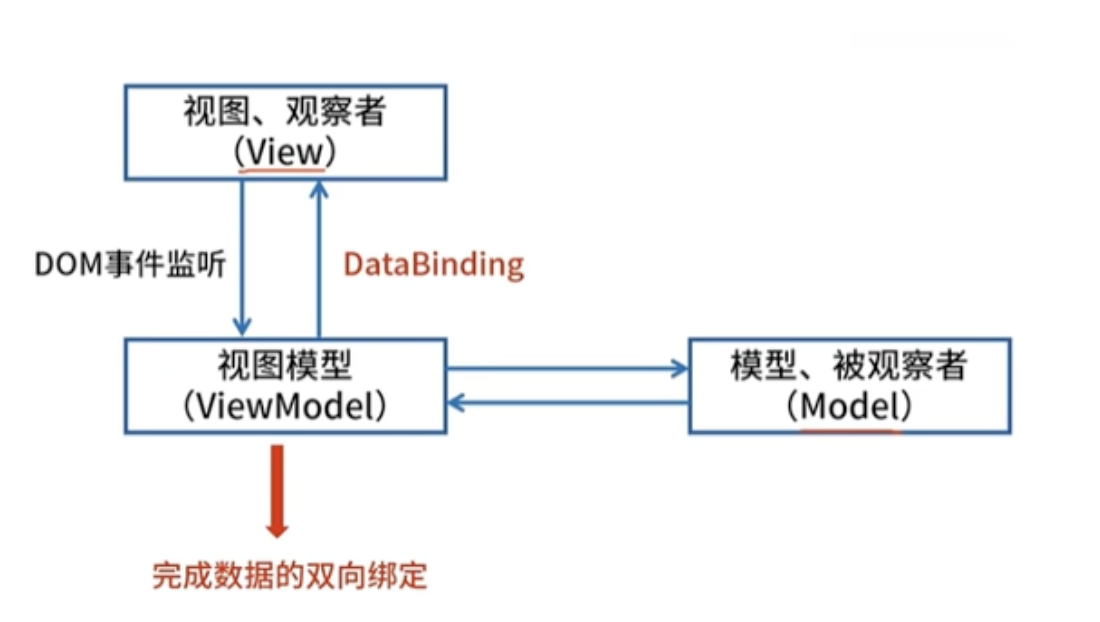 视图、观察者
（View）
DOM事件监听
DataBinding
视图模型
（ViewModel）
模型、被观察者
（Model）
完成数据的双向绑定